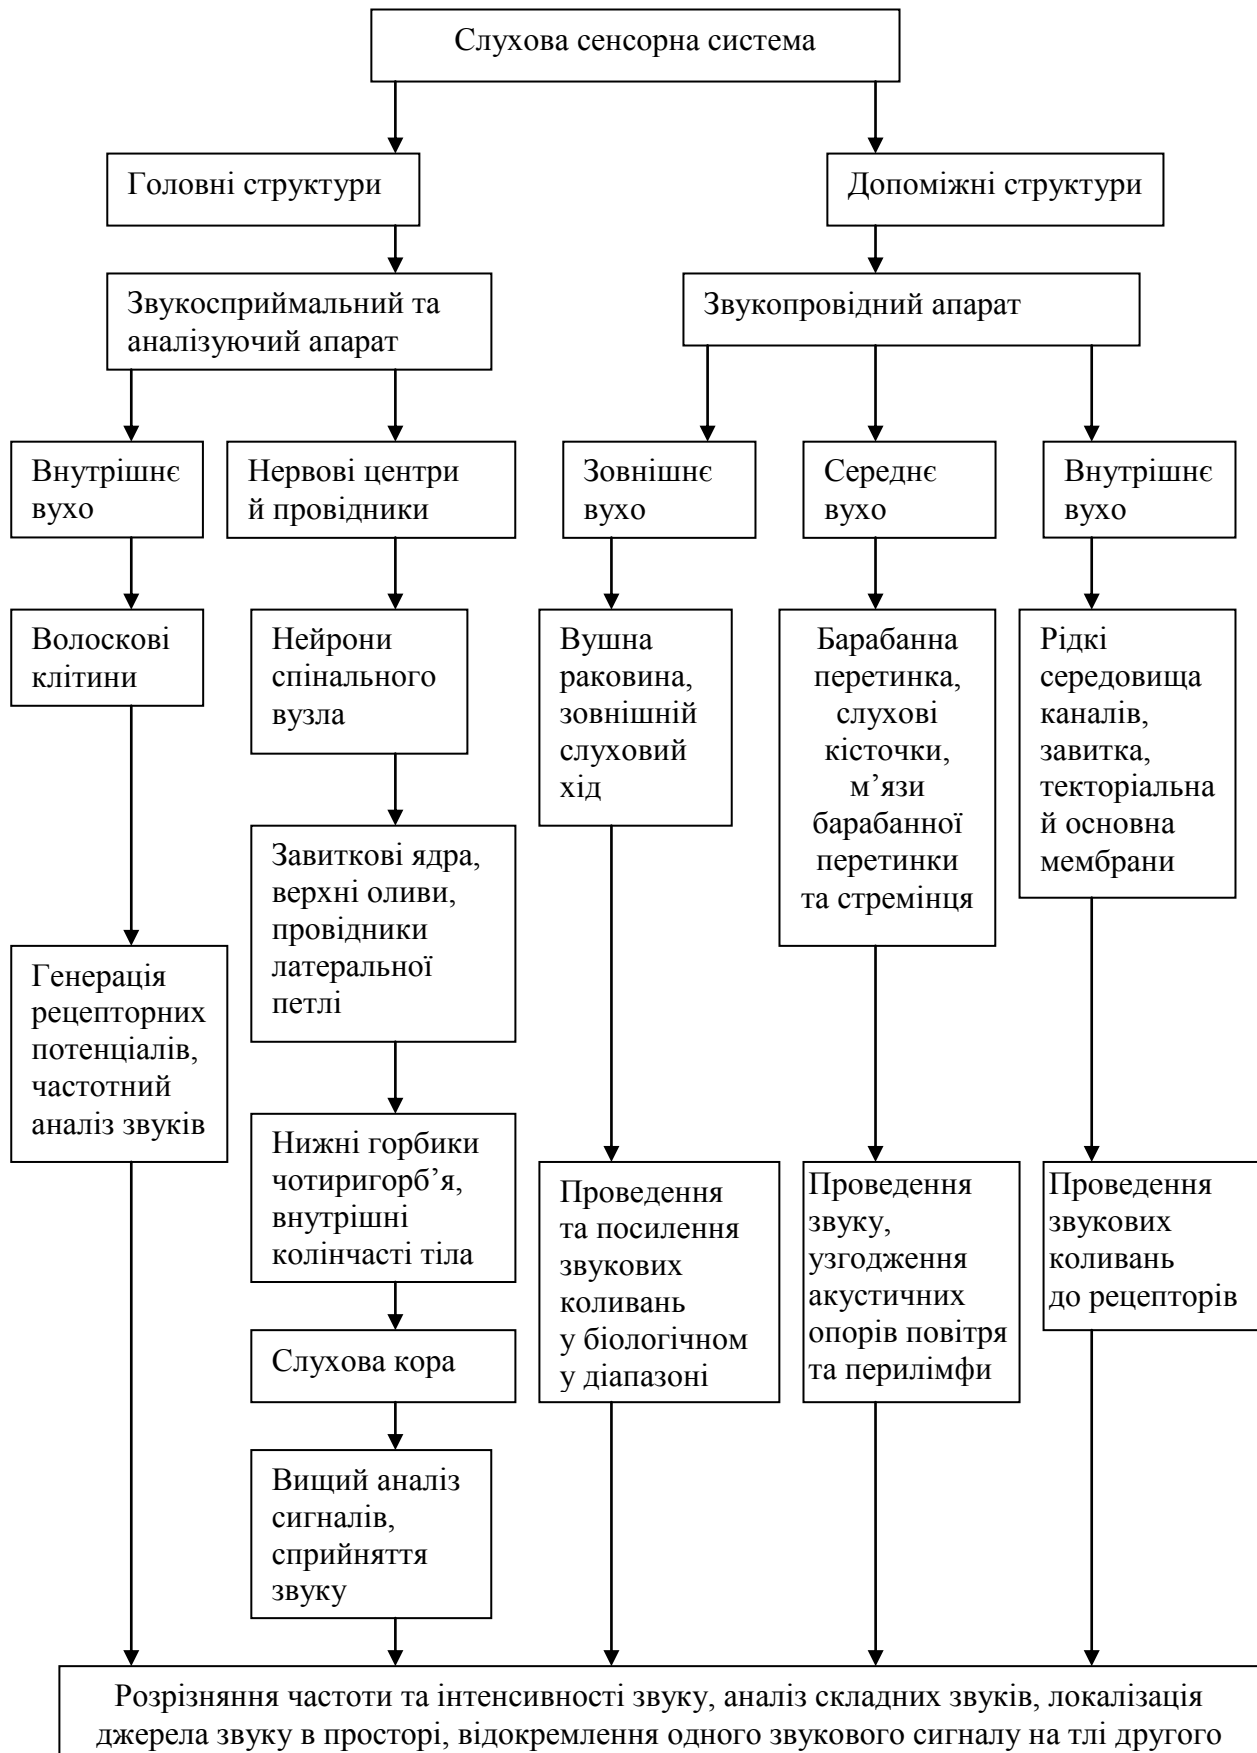 Слухова сенсорна система
Головні структури
Допоміжні структури
Звукосприймальний та
аналізуючий апарат
Звукопровідний апарат
Внутрішнє
вухо
Нервові центри
й провідники
Зовнішнє
вухо
Середнє
вухо
Внутрішнє
вухо
Волоскові
клітини
Нейрони
спінального
вузла
Вушна
раковина,
зовнішній
слуховий
хід
Барабанна
перетинка,
слухові
кісточки,
м’язи
барабанної
перетинки
та стремінця
Рідкі
середовища
каналів,
завитка,
текторіальна
й основна
мембрани
Завиткові ядра,
верхні оливи,
провідники
латеральної
петлі
Генерація
рецепторних
потенціалів,
частотний
аналіз звуків
Нижні горбики
чотиригорб’я,
внутрішні
колінчасті тіла
Проведення
та посилення
звукових
коливань
у біологічном
у діапазоні
Проведення
звуку,
узгодження
акустичних
опорів повітря
та перилімфи
Проведення
звукових
коливань
до рецепторів
Слухова кора
Вищий аналіз
сигналів,
сприйняття
звуку
Розрізняння частоти та інтенсивності звуку, аналіз складних звуків, локалізація
джерела звуку в просторі, відокремлення одного звукового сигналу на тлі другого